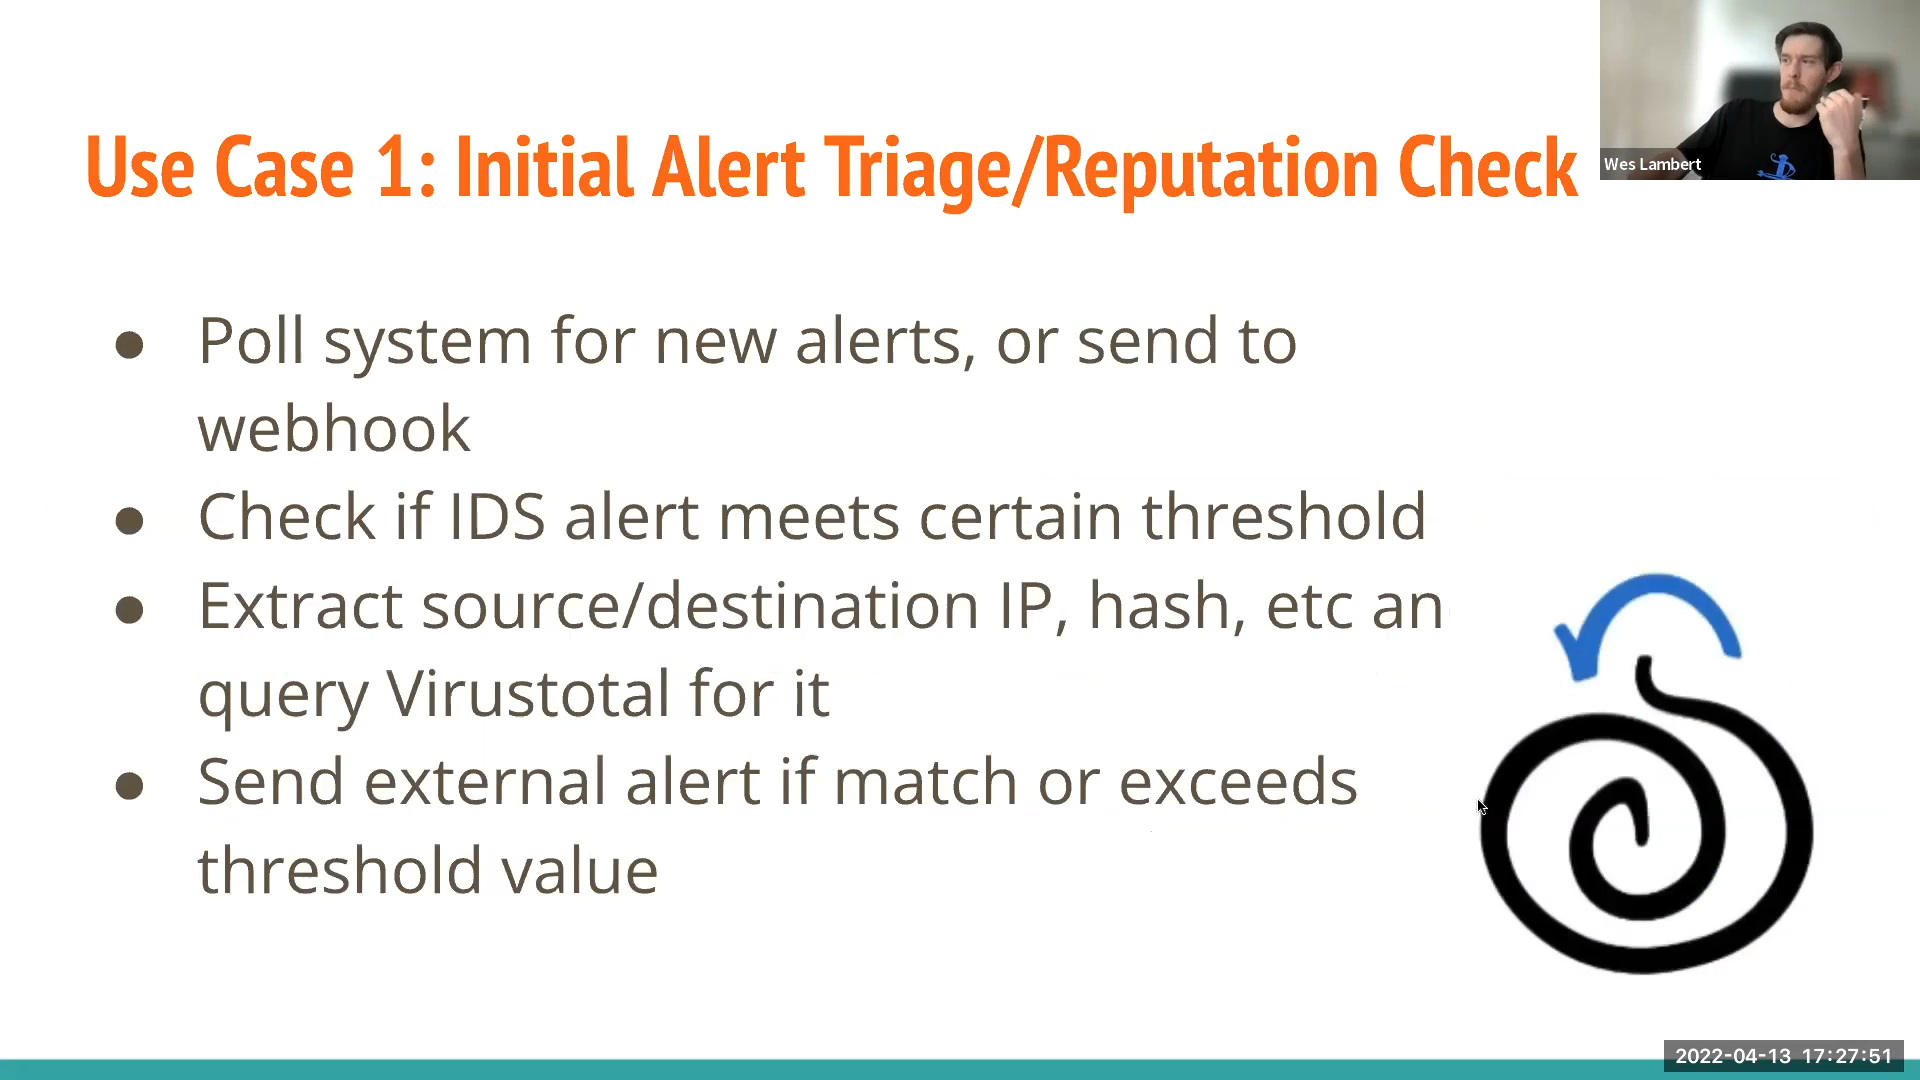 Use Case 1: Initial Alert Triage/Reputation Check
Wes Lambert
● Poll system for new alerts, or send to
webhook
● Check if IDS alert meets certain threshold
● Extract source/destination IP, hash, etc an
query Virustotal for it
● Send external alert if match or exceeds
threshold value
2022-04-13 17:27:51